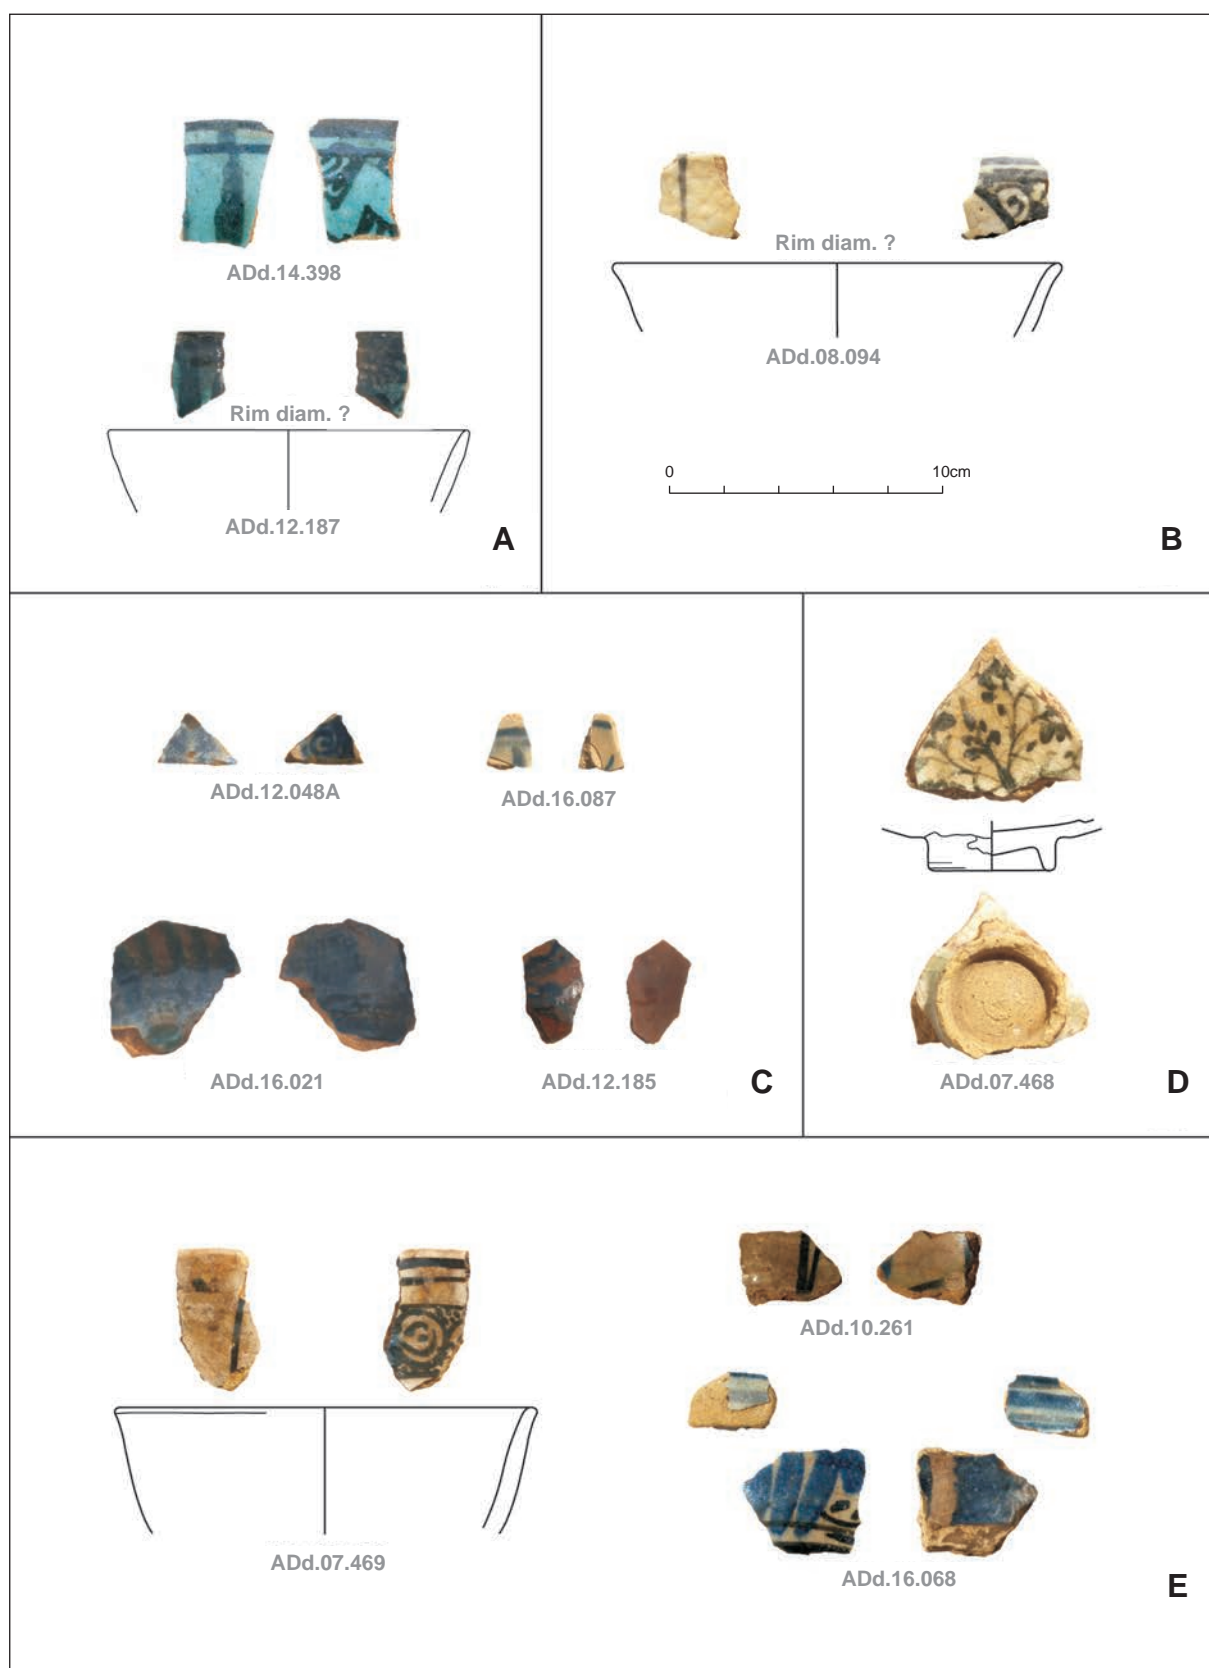 ADd.14.398
Rim diam. ?
ADd.12.187
A
Rim diam. ?
ADd.08.094
0 10cm
B
ADd.12.048A
ADd.16.087
ADd.16.021
ADd.12.185
C
ADd.07.468
D
ADd.07.469
ADd.10.261
ADd.16.068
E